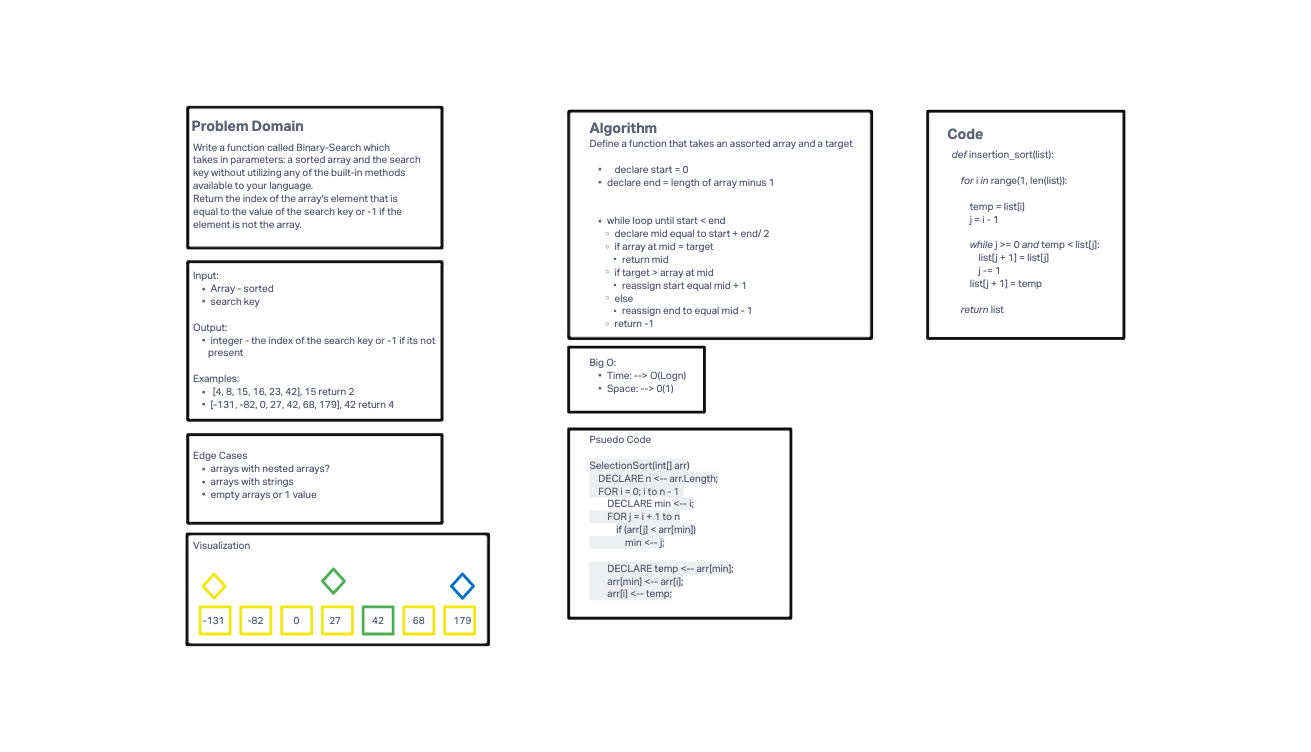 Problem Domain
Write a function called Binary-Search which
takes in parameters: a sorted array and the search
key without utilizing any of the built-in methods
available to your language.
Return the index of the array's element that is
equal to the value of the search key or -1 if the
element is not the array.
Input:
• Array - sorted
• search key
Output:
• integer - the index of the search key or -1 if its not
present
Examples:
• [4, 8, 15, 16, 23, 42], 15 return 2
• [-131, -82, 0, 27, 42, 68, 179], 42 return 4
Edge Cases
• arrays with nested arrays?
• arrays with strings
• empty arrays or 1 value
Visualization
-131 -82 0 27 42 68 179
Algorithm
Define a function that takes an assorted array and a target
• declare start = 0
• declare end = length of array minus 1
• while loop until start < end
◦ declare mid equal to start + end/ 2
◦ if array at mid = target
▪ return mid
◦ if target > array at mid
▪ reassign start equal mid + 1
◦ else
▪ reassign end to equal mid - 1
◦ return -1
Big O:
• Time: --> O(Logn)
• Space: --> 0(1)
Psuedo Code
SelectionSort(int[] arr)
DECLARE n <-- arr.Length;
FOR i = 0; i to n - 1
DECLARE min <-- i;
FOR j = i + 1 to n
if (arr[j] < arr[min])
min <-- j;
DECLARE temp <-- arr[min];
arr[min] <-- arr[i];
arr[i] <-- temp;
Code
def insertion_sort(list):
for i in range(1, len(list)):
temp = list[i]
j = i - 1
while j >= 0 and temp < list[j]:
list[j + 1] = list[j]
j -= 1
list[j + 1] = temp
return list